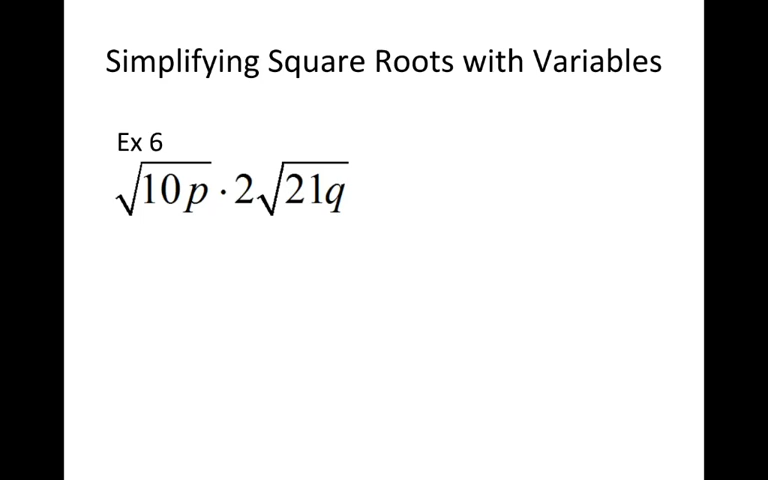 Simplifying Square Roots with Variables
Ex 6
√10p · 2√21q